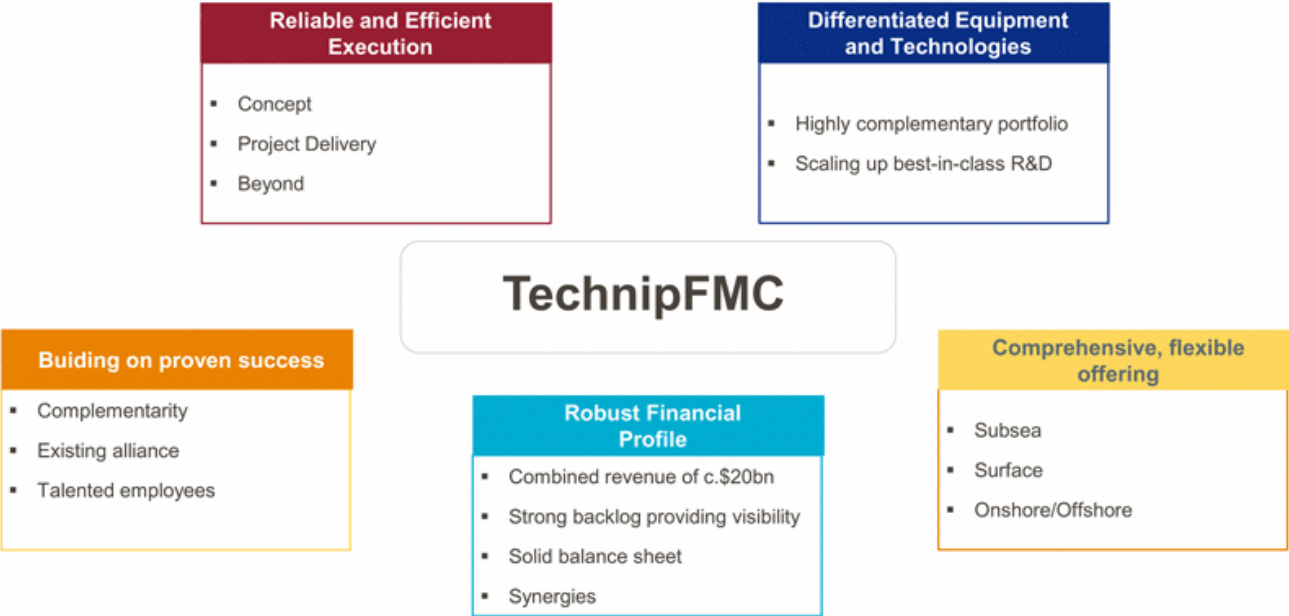 Reliable and Efficient
Execution
▪ Concept
▪ Project Delivery
▪ Beyond
Differentiated Equipment
and Technologies
▪ Highly complementary portfolio
▪ Scaling up best-in-class R&D
TechnipFMC
Buiding on proven success
▪ Complementarity
▪ Existing alliance
▪ Talented employees
Robust Financial
Profile
▪ Combined revenue of c.$20bn
▪ Strong backlog providing visibility
▪ Solid balance sheet
▪ Synergies
Comprehensive, flexible
offering
▪ Subsea
▪ Surface
▪ Onshore/Offshore